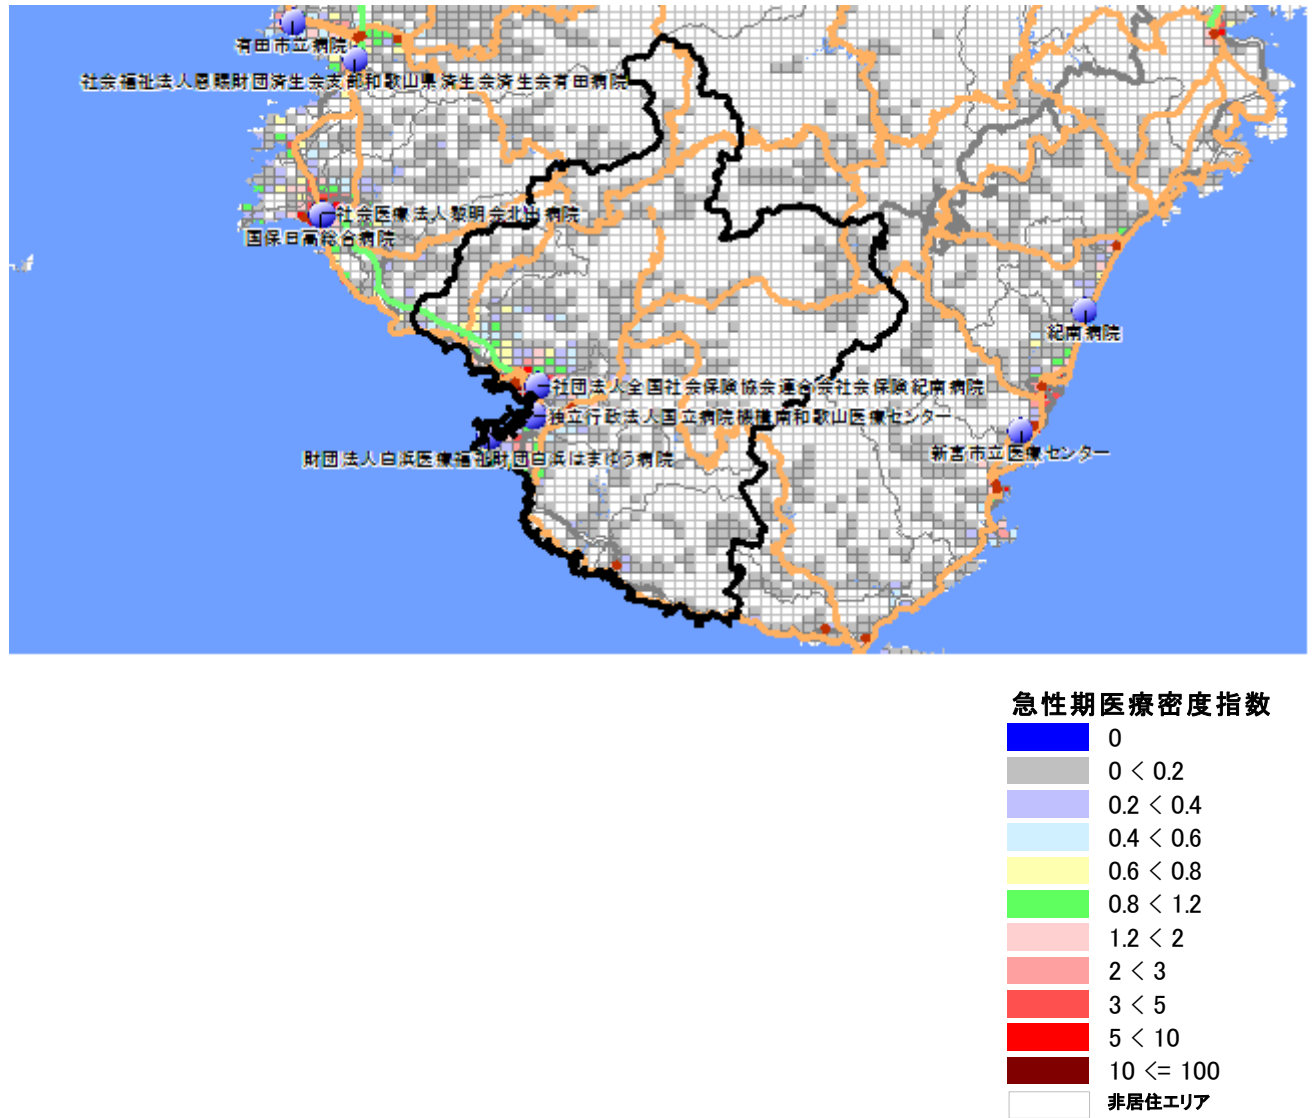 有田市立病院
社会福祉法人恩賜財団済生会支部和歌山県済生会済生会有田病院
社会医療法人黎明会北出病院
国保日高総合病院
紀南病院
社団法人全国社会保険協会連合会社会保険紀南病院
独立行政法人国立病院機構南和歌山医療センター
新宮市立医療センター
財団法人白浜医療福祉財団白浜はまゆう病院
急性期医療密度指数
0
0 < 0.2
0.2 < 0.4
0.4 < 0.6
0.6 < 0.8
0.8 < 1.2
1.2 < 2
2 < 3
3 < 5
5 < 10
10 <= 100
非居住エリア